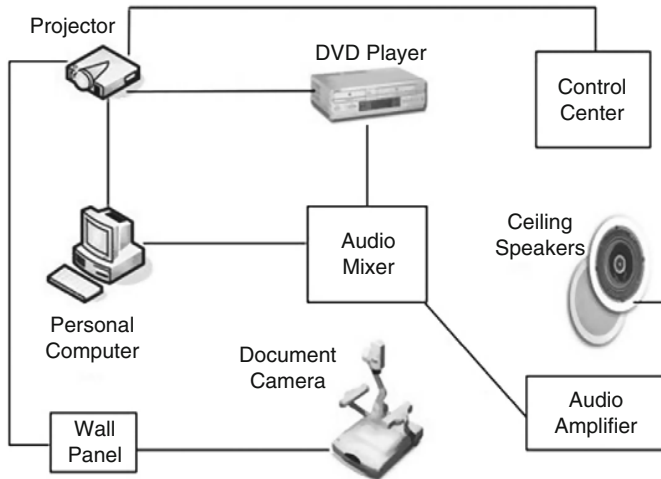 Projector
DVD Player
Control
Center
Audio
Mixer
Ceiling
Speakers
Personal
Computer
Document
Camera
Wall
Panel
Audio
Amplifier